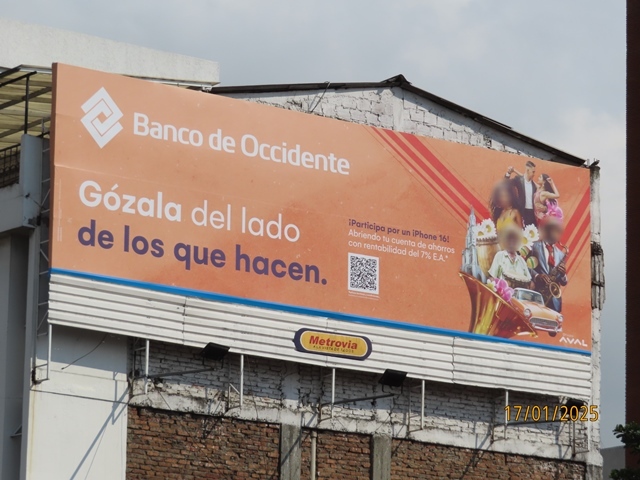 Banco de Occidente
Gózala del lado
de los que hacen.
¡Participa por un iPhone 16!
Abriendo tu cuenta de ahorros
con rentabilidad del 7% E.A.*
AVAL
Metrovia
17/01/2025